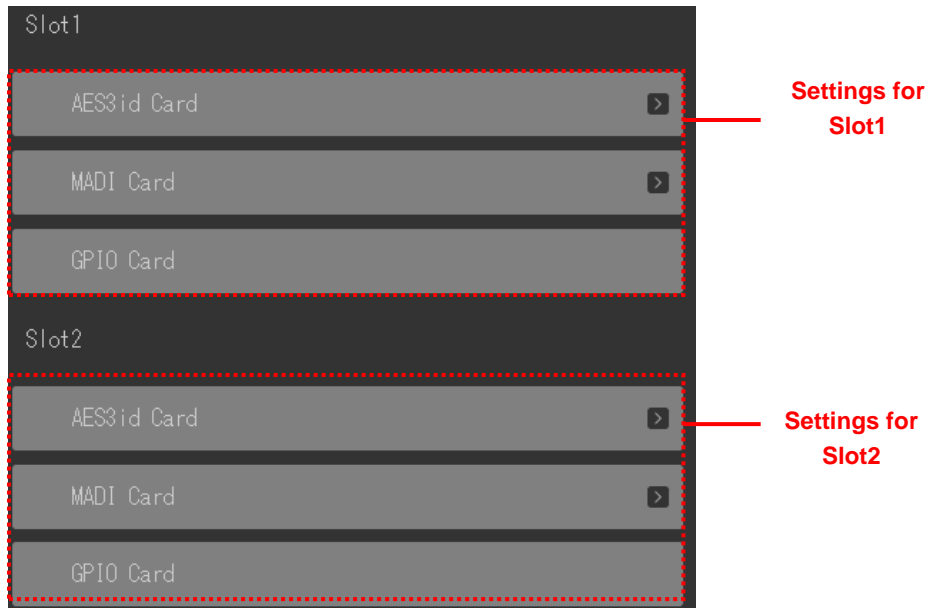 Slot1
AES3id Card
MADI Card
GPIO Card
Settings for
Slot1
Slot2
AES3id Card
MADI Card
GPIO Card
Settings for
Slot2